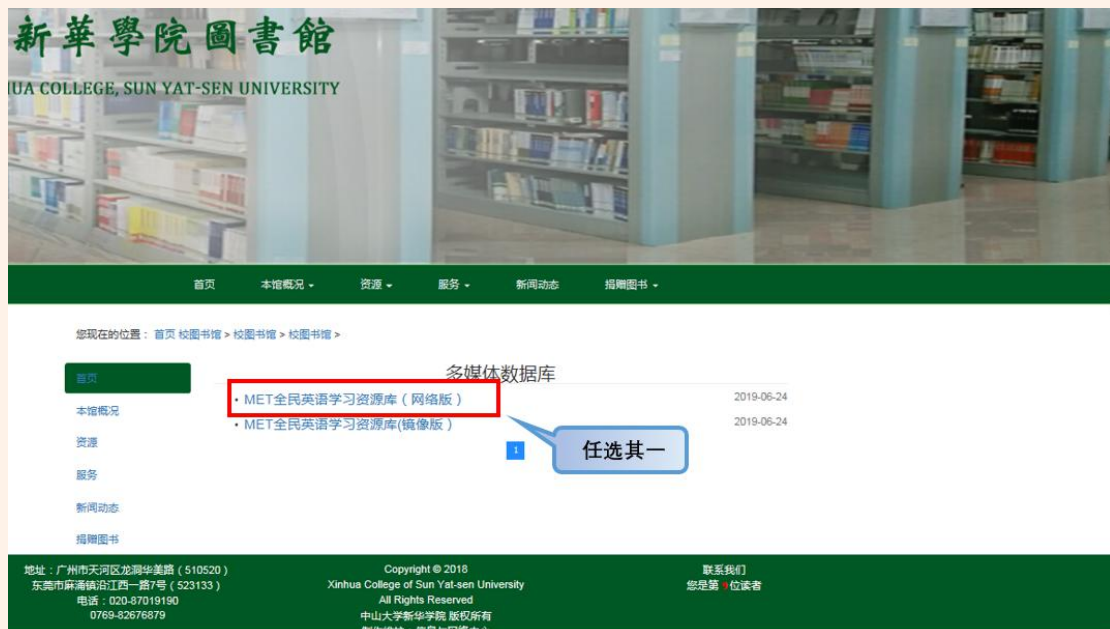 新華學院圖書館
HUA COLLEGE, SUN YAT-SEN UNIVERSITY
首页 本馆概况 资源 服务 新闻动态 捐赠图书
您现在的位置： 首页 校图书馆 > 校图书馆 > 校图书馆 >
首页
本馆概况
资源
服务
新闻动态
捐赠图书
多媒体数据库
• MET全民英语学习资源库（网络版） 2019-06-24
• MET全民英语学习资源库(镜像版） 2019-06-24
1
任选其一
地址：广州市天河区龙洞华美路（510520）
东莞市麻涌镇沿江西一路7号（523133）
电话：020-87019190
0769-82676879
Copyright © 2018
Xinhua College of Sun Yat-sen University
All Rights Reserved
中山大学新华学院 版权所有
联系我们
您是第 0位读者